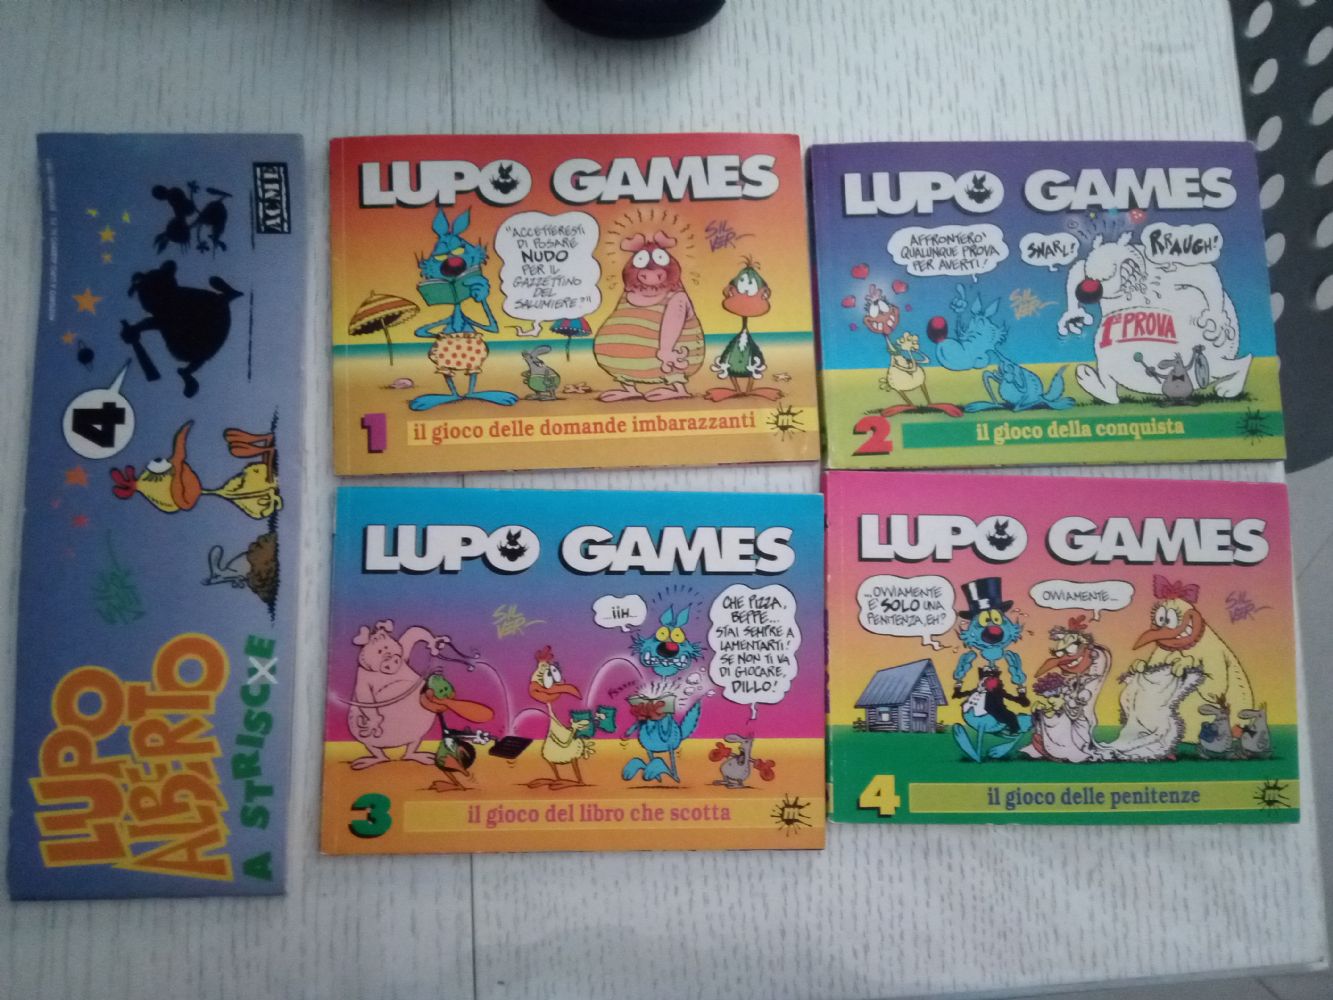 LUPO
ALBERTO
A STRISCXE
4
ACME
LUPO GAMES
"ACCETTERESTI
DI POSARE
NUDO
PER IL
GAZZETTINO
DEL
SALUMIERE?"
SILVER
1 il gioco delle domande imbarazzanti
m
LUPO GAMES
AFFRONTERO'
QUALUNQUE PROVA
PER AVERTI!
SNARL!
RRAUGH!
SILVER
1ª PROVA
2 il gioco della conquista
m
LUPO GAMES
SILVER
...IIH...
CHE PIZZA,
BEPPE...
STAI SEMPRE A
LAMENTARTI!
SE NON TI VA
DI GIOCARE,
DILLO!
3 il gioco del libro che scotta
m
LUPO GAMES
...OVVIAMENTE
E' SOLO UNA
PENITENZA, EH?
OVVIAMENTE...
SILVER
4 il gioco delle penitenze
m